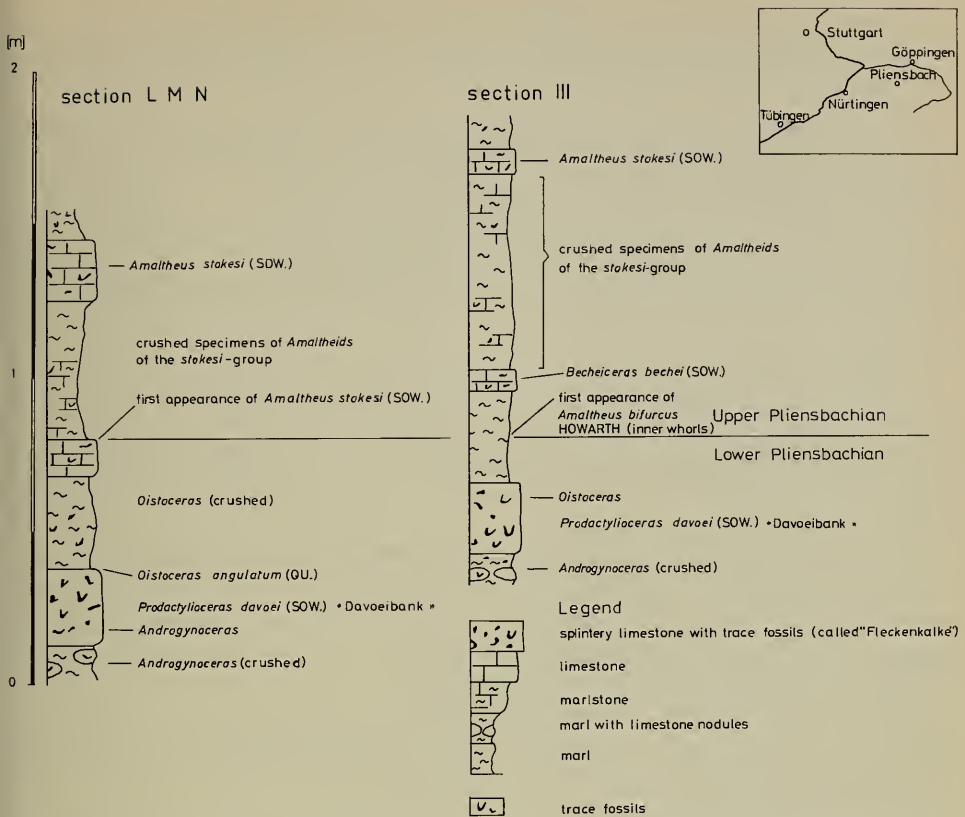 [m]
2
1
0
section L M N
Amaltheus stokesi (SOW.)
crushed specimens of Amaltheids
of the stokesi-group
first appearance of Amaltheus stokesi (SOW.)
Oistoceras (crushed)
Oistoceras angulatum (QU.)
Prodactylioceras davoei (SOW.) "Davoeibank"
Androgynoceras
Androgynoceras (crushed)
section III
Amaltheus stokesi (SOW.)
crushed specimens of Amaltheids
of the stokesi-group
Becheiceras bechei (SOW.)
first appearance of
Amaltheus bifurcus
HOWARTH (inner whorls)
Upper Pliensbachian
Lower Pliensbachian
Oistoceras
Prodactylioceras davoei (SOW.) "Davoeibank"
Androgynoceras (crushed)
Legend
splintery limestone with trace fossils (called "Fleckenkalke")
limestone
marlstone
marl with limestone nodules
marl
trace fossils
Stuttgart
Göppingen
Pliensbach
Nürtingen
Tübingen